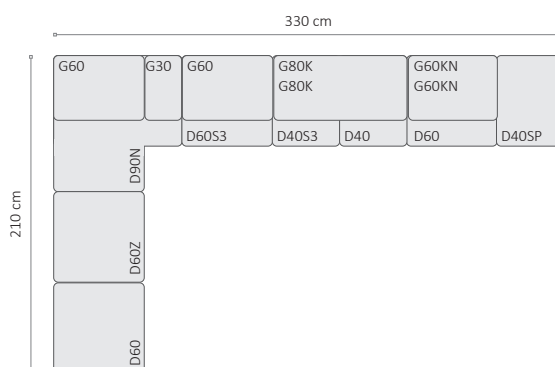 330 cm
G60
G30
G60
G80K
G80K
G60KN
G60KN
D60S3
D40S3
D40
D60
D40SP
D90N
210 cm
D60Z
D60